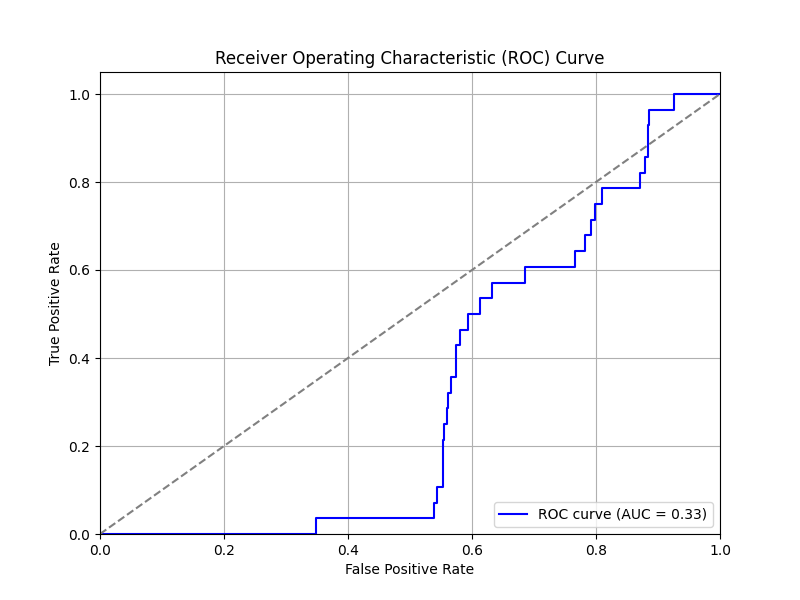 Receiver Operating Characteristic (ROC) Curve
True Positive Rate
1.0
0.8
0.6
0.4
0.2
0.0
ROC curve (AUC = 0.33)
0.0 0.2 0.4 0.6 0.8 1.0
False Positive Rate